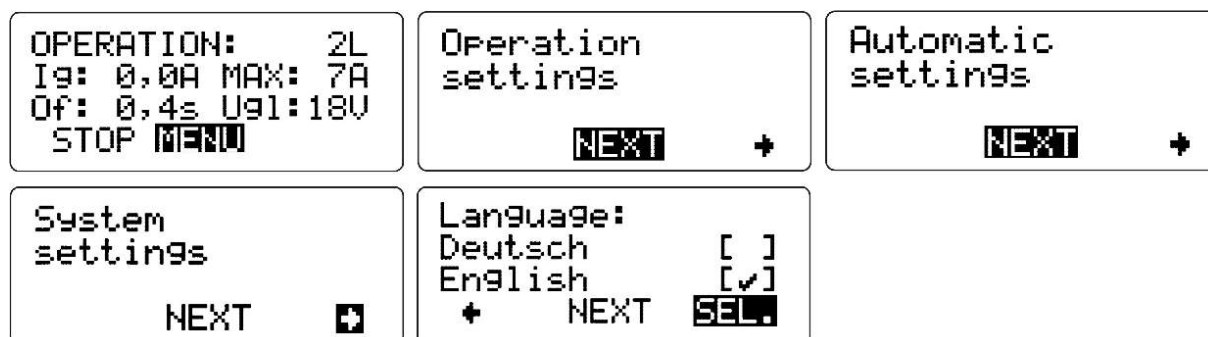 OPERATION: 2L
Ig: 0,0A MAX: 7A
Of: 0,4s Ugl:18V
STOP MENU
Operation
settings
NEXT →
Automatic
settings
NEXT →
System
settings
NEXT →
Language:
Deutsch [ ]
English [✓]
← NEXT SEL.